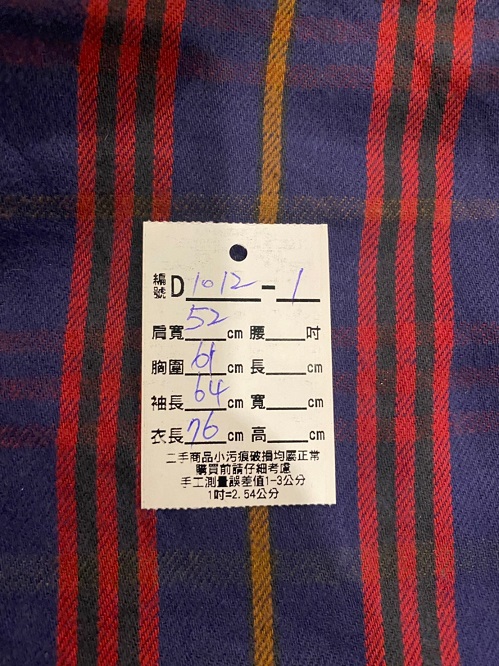 編號 D 1012 - 1
肩寬 52 cm 腰 吋
胸圍 61 cm 長 cm
袖長 64 cm 寬 cm
衣長 76 cm 高 cm
二手商品小污痕破損均屬正常
購買前請仔細考慮
手工測量誤差值1-3公分
1吋=2.54公分